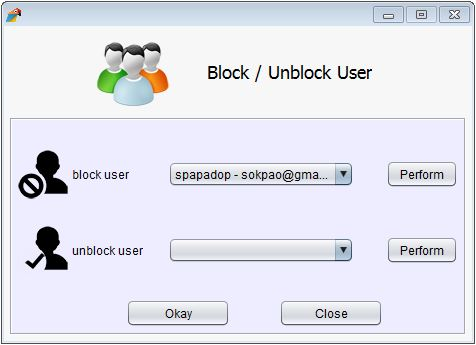 Block / Unblock User
block user spapadop - sokpao@gma... Perform
unblock user Perform
Okay Close